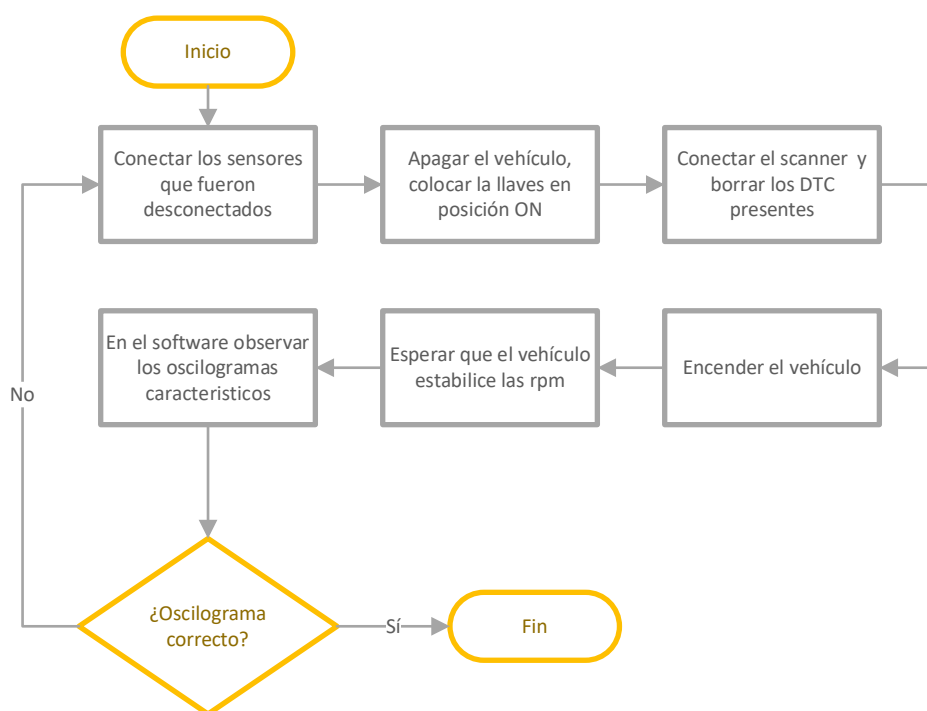 Inicio
Conectar los sensores
que fueron
desconectados
Apagar el vehículo,
colocar la llaves en
posición ON
Conectar el scanner y
borrar los DTC
presentes
Encender el vehículo
Esperar que el vehículo
estabilice las rpm
En el software observar
los oscilogramas
caracteristicos
No
¿Oscilograma
correcto?
Sí
Fin